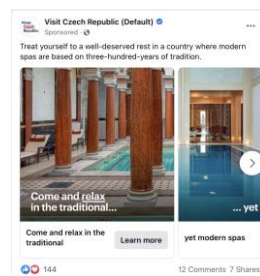 Visit Czech Republic (Default)
Sponsored ·
Treat yourself to a well-deserved rest in a country where modern
spas are based on three-hundred-years of tradition.
Come and relax
in the traditional...
... yet
Come and relax in the
traditional
Learn more
yet modern spas
144
12 Comments 7 Shares